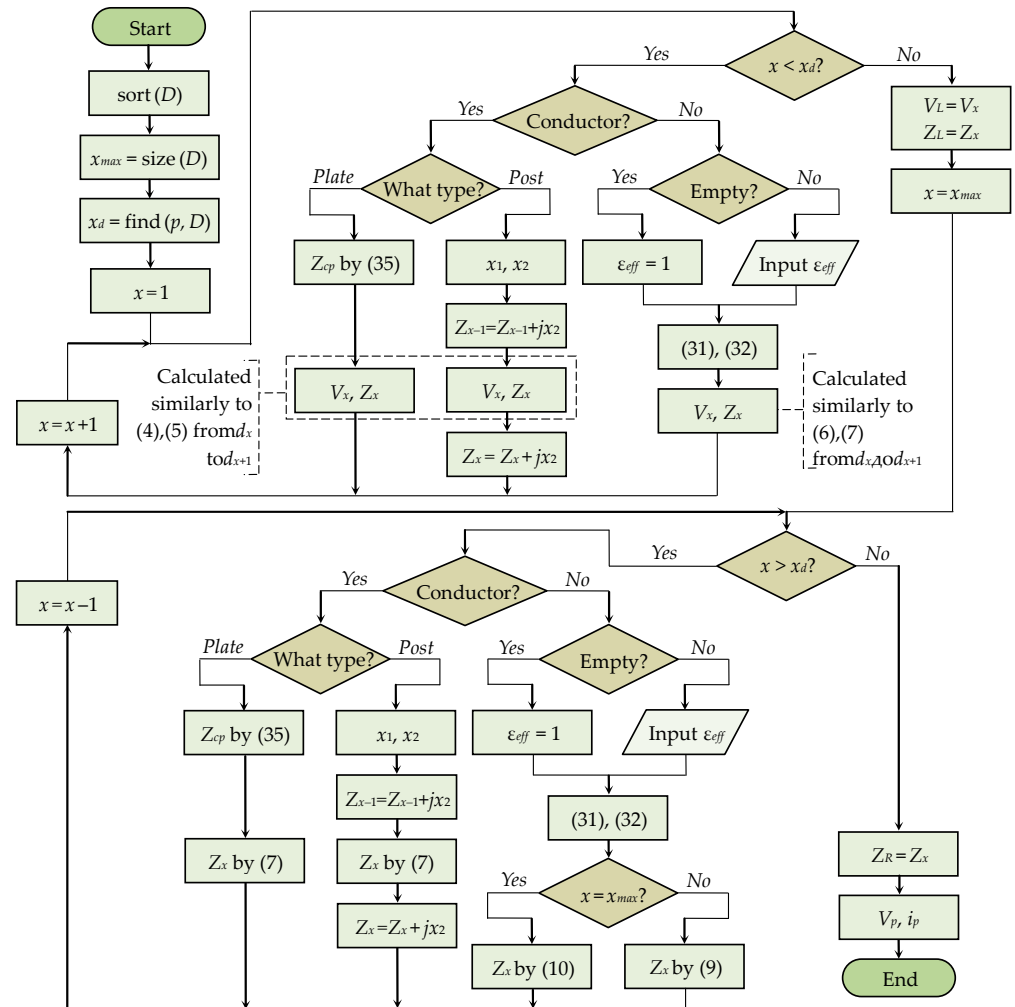 Start
sort (D)
xmax = size (D)
xd = find (p, D)
x = 1
x = x+1
x < xd?
Yes
No
VL = Vx
ZL = Zx
x = xmax
Conductor?
Yes
No
What type?
Plate
Post
Empty?
Yes
No
Zcp by (35)
x1, x2
εeff = 1
Input εeff
Zx−1=Zx−1+jx2
(31), (32)
Vx, Zx
Vx, Zx
Vx, Zx
Zx = Zx + jx2
Calculated
similarly to
(4),(5) fromdx
todx+1
Calculated
similarly to
(6),(7)
fromdxдоdx+1
x > xd?
Yes
No
x = x−1
Conductor?
Yes
No
What type?
Plate
Post
Empty?
Yes
No
Zcp by (35)
x1, x2
εeff = 1
Input εeff
Zx−1=Zx−1+jx2
(31), (32)
Zx by (7)
Zx by (7)
Zx=Zx + jx2
x = xmax?
Yes
No
Zx by (10)
Zx by (9)
ZR = Zx
Vp, ip
End